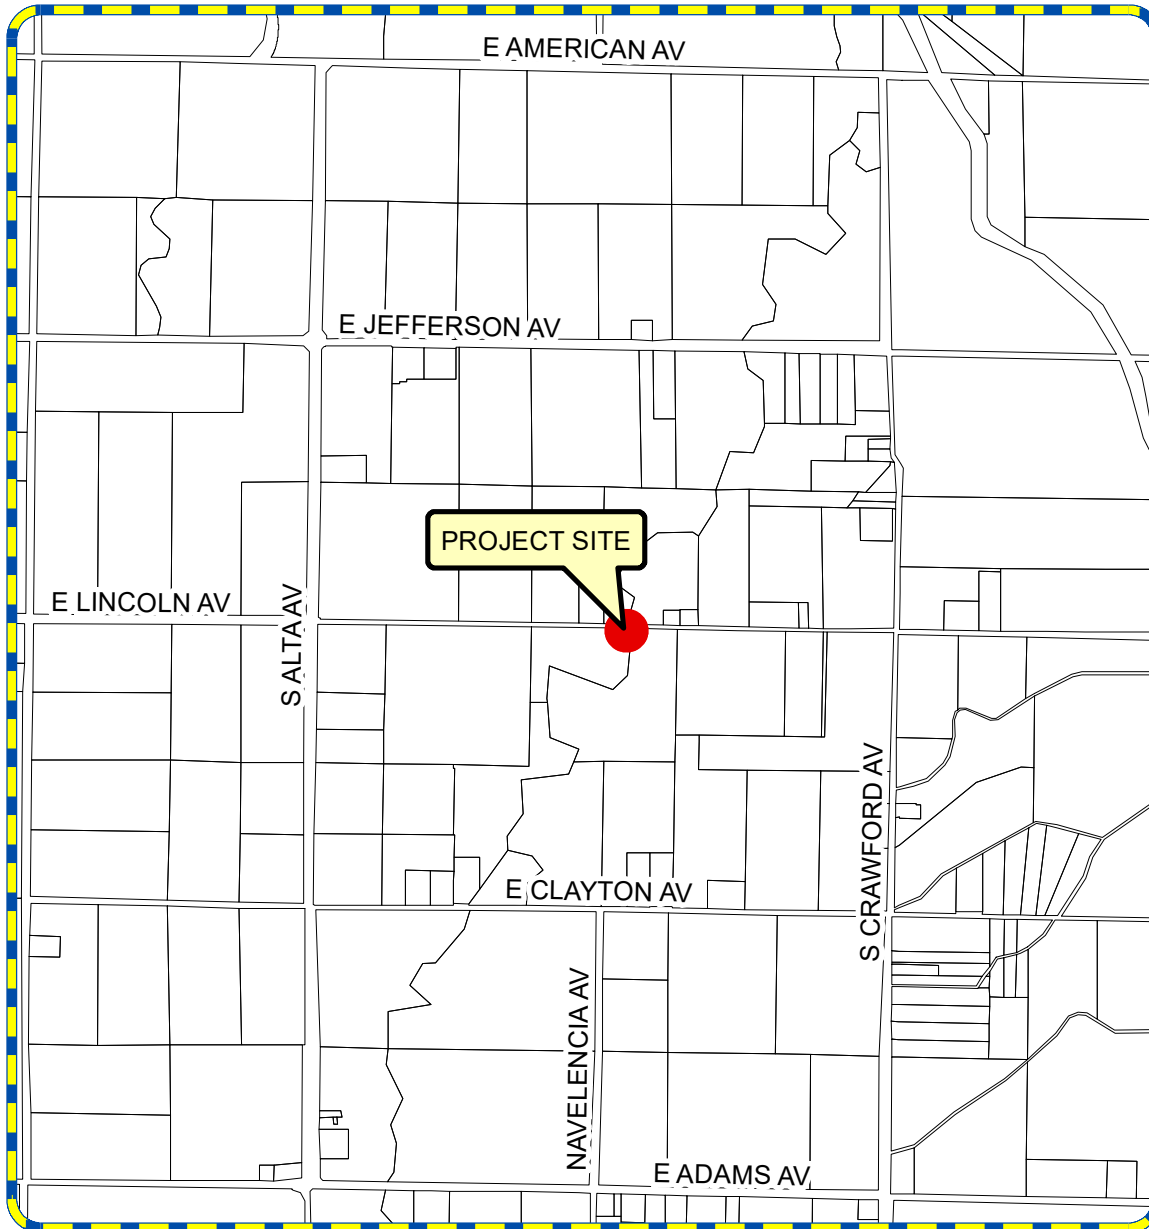 E AMERICAN AV
E JEFFERSON AV
PROJECT SITE
E LINCOLN AV
S ALTA AV
S CRAWFORD AV
E CLAYTON AV
NAVELENCIA AV
E ADAMS AV